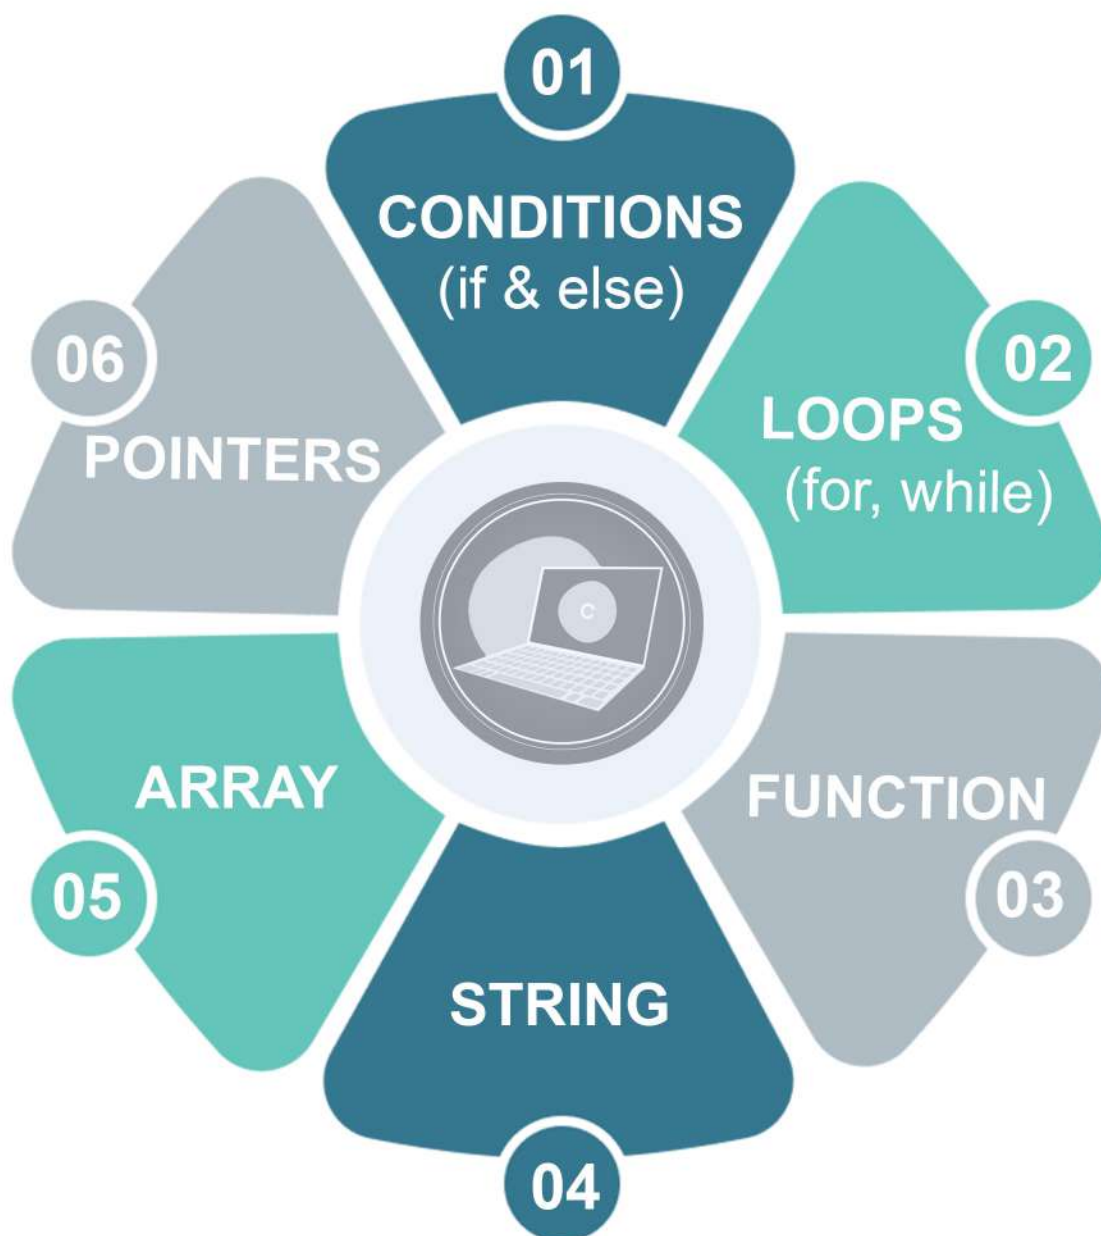 01
CONDITIONS
(if & else)
02
LOOPS
(for, while)
03
FUNCTION
04
STRING
05
ARRAY
06
POINTERS
C